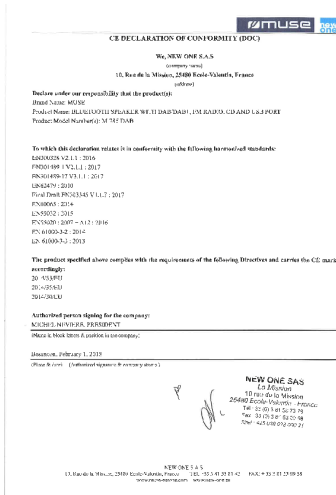 muse
new one
CE DECLARATION OF CONFORMITY (DOC)
We, NEW ONE S.A.S
(company name)
10, Rue de la Mission, 25480 Ecole-Valentin, France
(address)
Declare under our responsibility that the product(s):
Brand Name: MUSE
Product Name: BLUETOOTH SPEAKER WITH DAB/DAB+, FM RADIO, CD AND USB PORT
Product Model Number(s): M-785 DAB
To which this declaration relates is in conformity with the following harmonised standards:
EN300328 V2.1.1 : 2016
EN301489-1 V2.1.1 : 2017
EN301489-17 V3.1.1 : 2017
EN62479 : 2010
Final Draft EN303345 V1.1.7 : 2017
EN60065 : 2014
EN55032 : 2015
EN55020 : 2007 + A12 : 2016
EN 61000-3-2 : 2014
EN 61000-3-3 : 2013
The product specified above complies with the requirements of the following Directives and carries the CE mark
accordingly:
2014/53/EU
2014/35/EU
2014/30/EU
Authorized person signing for the company:
MICHEL NEVIERE, PRESIDENT
(Name in block letters & position in the company)
Besancon, February 1, 2018
(Place & date) (Authorized signature & company stamp)
NEW ONE SAS
La Mission
10 rue de la Mission
25480 Ecole-Valentin - France
NEW ONE S.A.S
10, Rue de la Mission, 25480 Ecole-Valentin, France